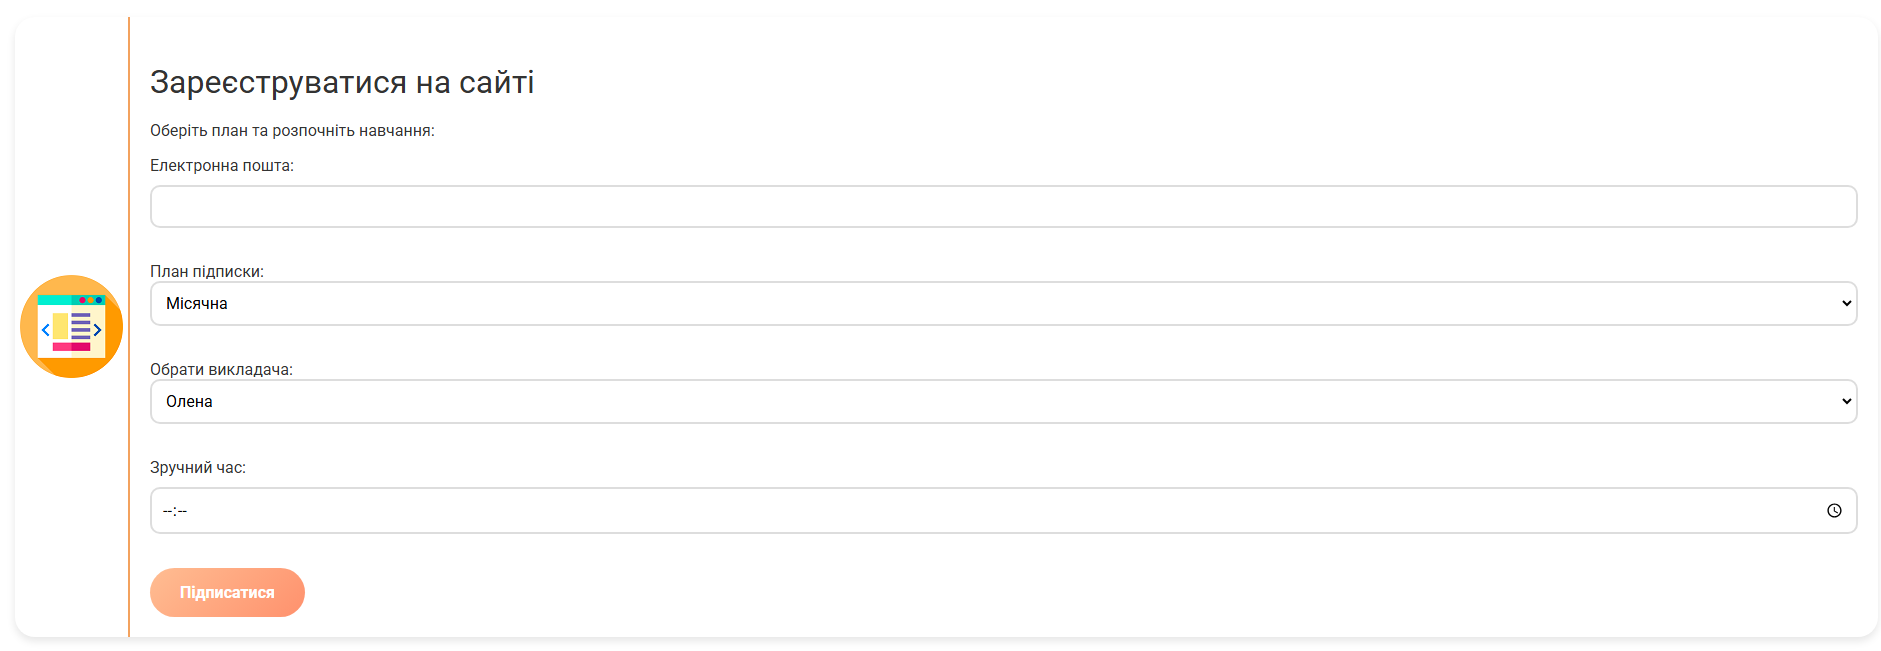 Зареєструватися на сайті
Оберіть план та розпочніть навчання:
Електронна пошта:
План підписки:
Місячна
Обрати викладача:
Олена
Зручний час:
--:--
Підписатися